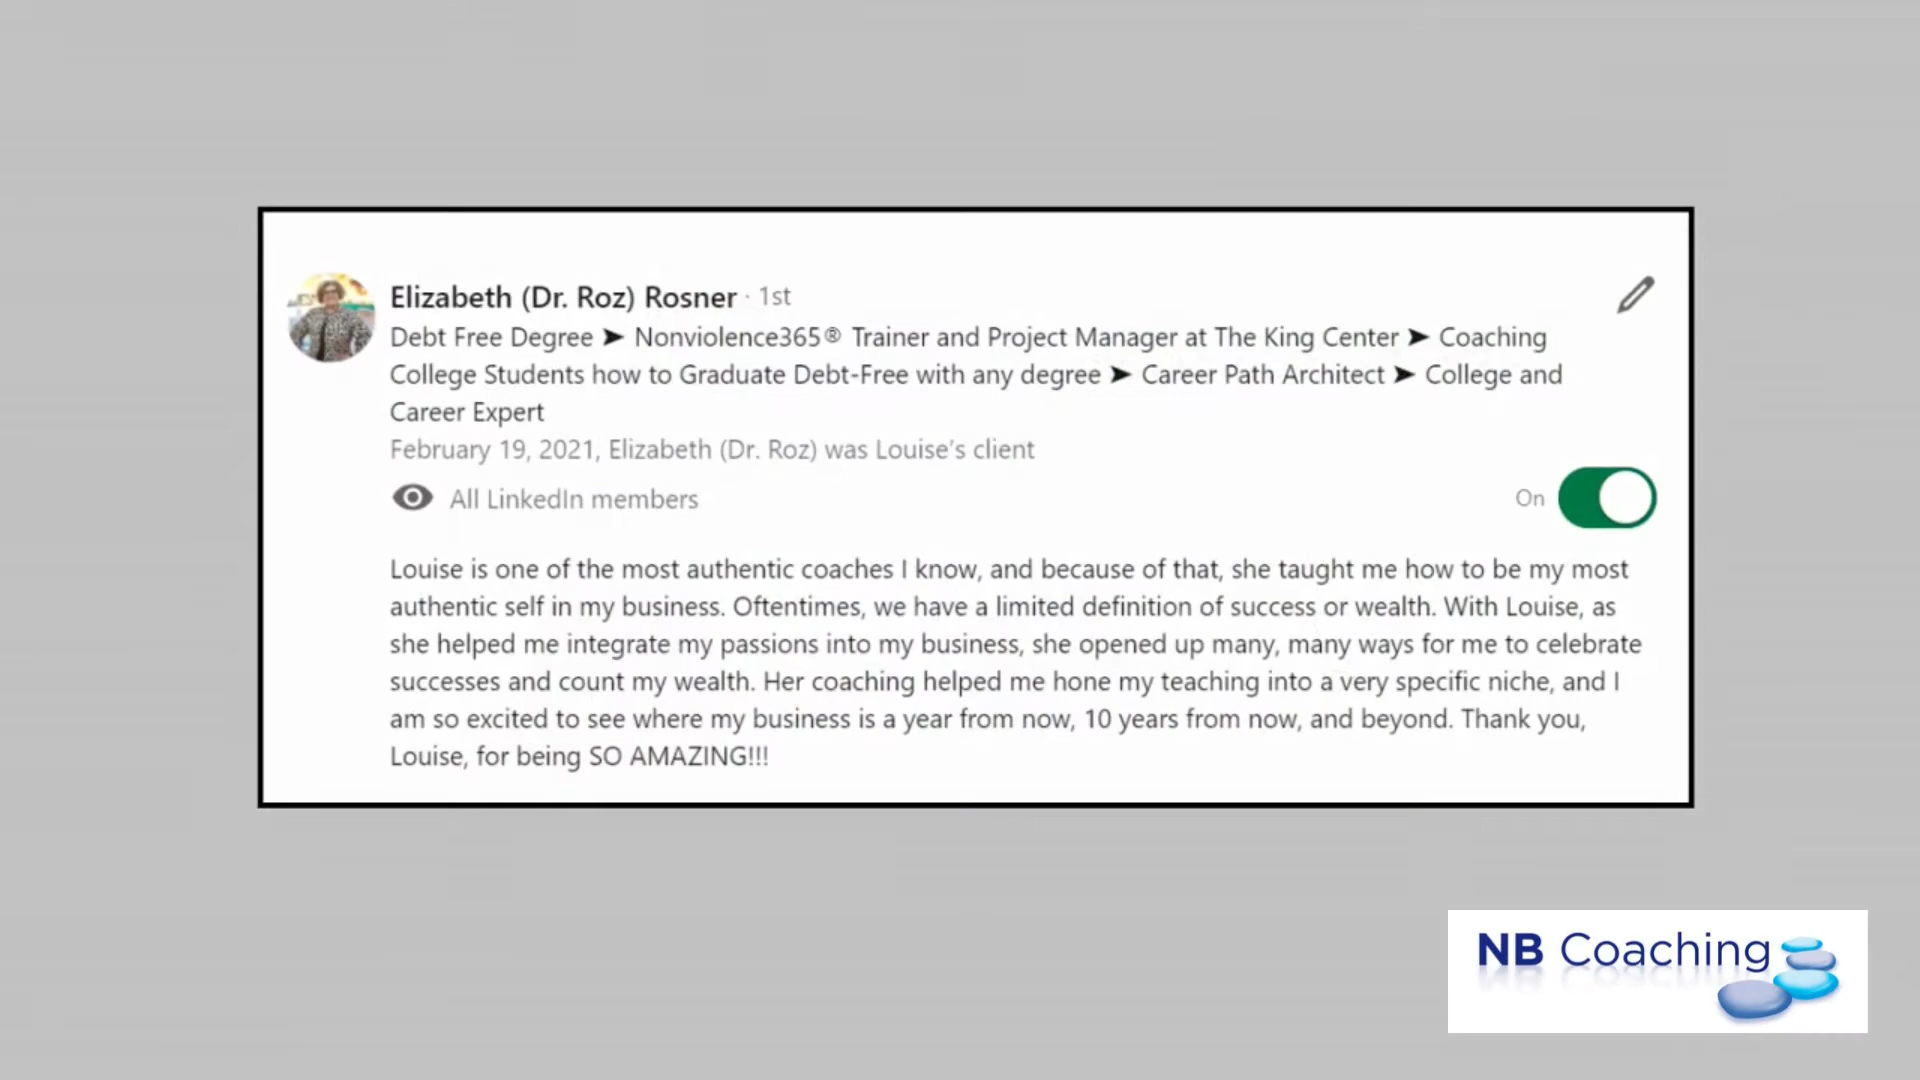 Elizabeth (Dr. Roz) Rosner · 1st
Debt Free Degree ➤ Nonviolence365® Trainer and Project Manager at The King Center ➤ Coaching
College Students how to Graduate Debt-Free with any degree ➤ Career Path Architect ➤ College and
Career Expert
February 19, 2021, Elizabeth (Dr. Roz) was Louise's client
All LinkedIn members
On
Louise is one of the most authentic coaches I know, and because of that, she taught me how to be my most
authentic self in my business. Oftentimes, we have a limited definition of success or wealth. With Louise, as
she helped me integrate my passions into my business, she opened up many, many ways for me to celebrate
successes and count my wealth. Her coaching helped me hone my teaching into a very specific niche, and I
am so excited to see where my business is a year from now, 10 years from now, and beyond. Thank you,
Louise, for being SO AMAZING!!!
NB Coaching